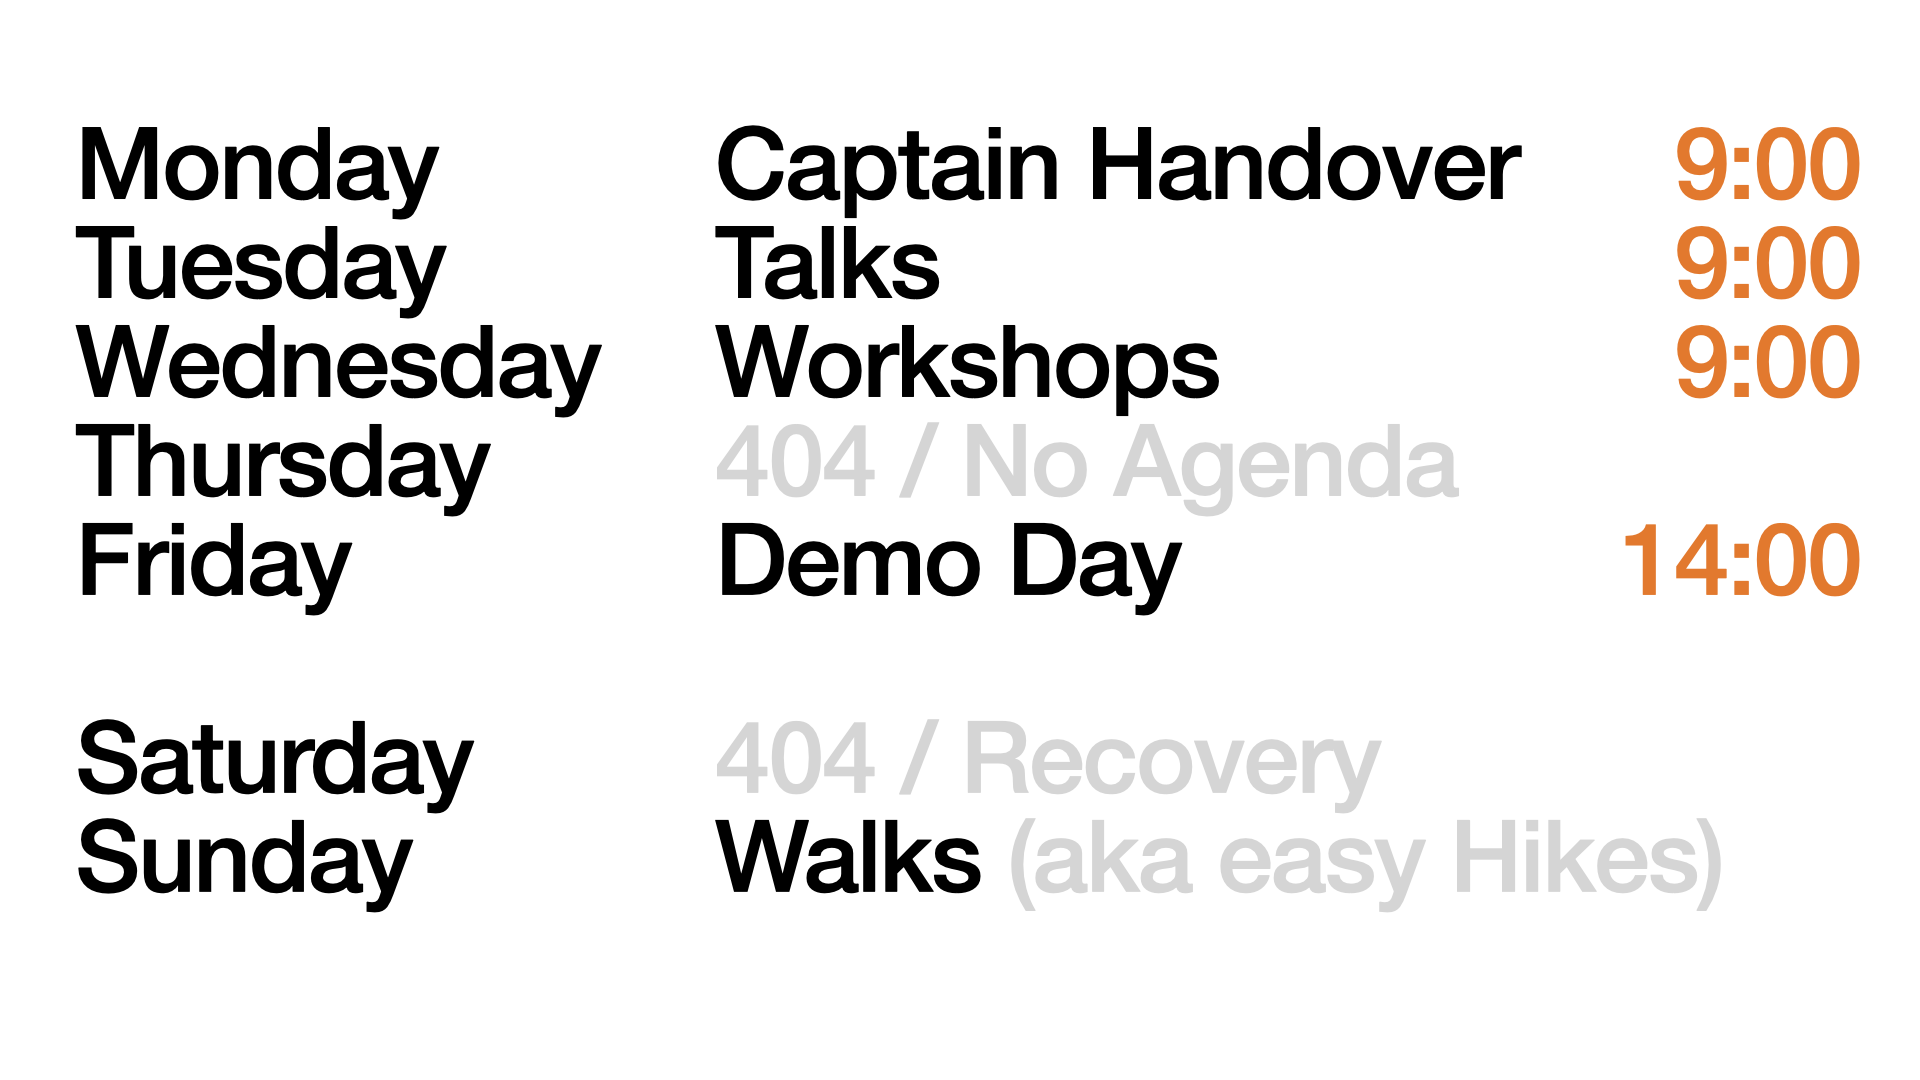 Monday Captain Handover 9:00
Tuesday Talks 9:00
Wednesday Workshops 9:00
Thursday 404 / No Agenda
Friday Demo Day 14:00
Saturday 404 / Recovery
Sunday Walks (aka easy Hikes)